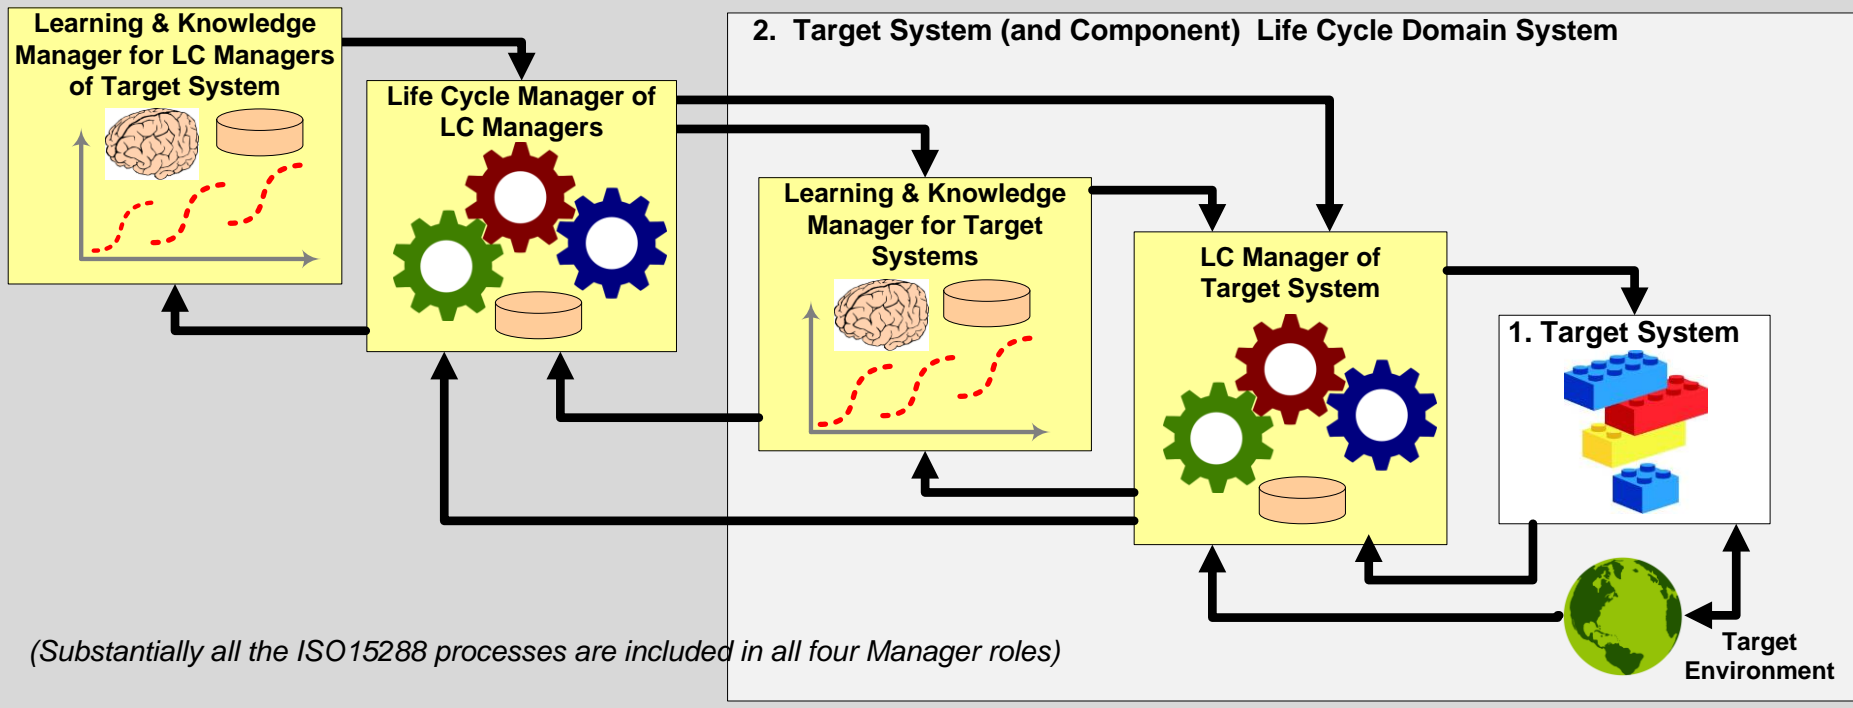 Learning & Knowledge
Manager for LC Managers
of Target System
Life Cycle Manager of
LC Managers
2. Target System (and Component) Life Cycle Domain System
Learning & Knowledge
Manager for Target
Systems
LC Manager of
Target System
1. Target System
Target
Environment
(Substantially all the ISO15288 processes are included in all four Manager roles)